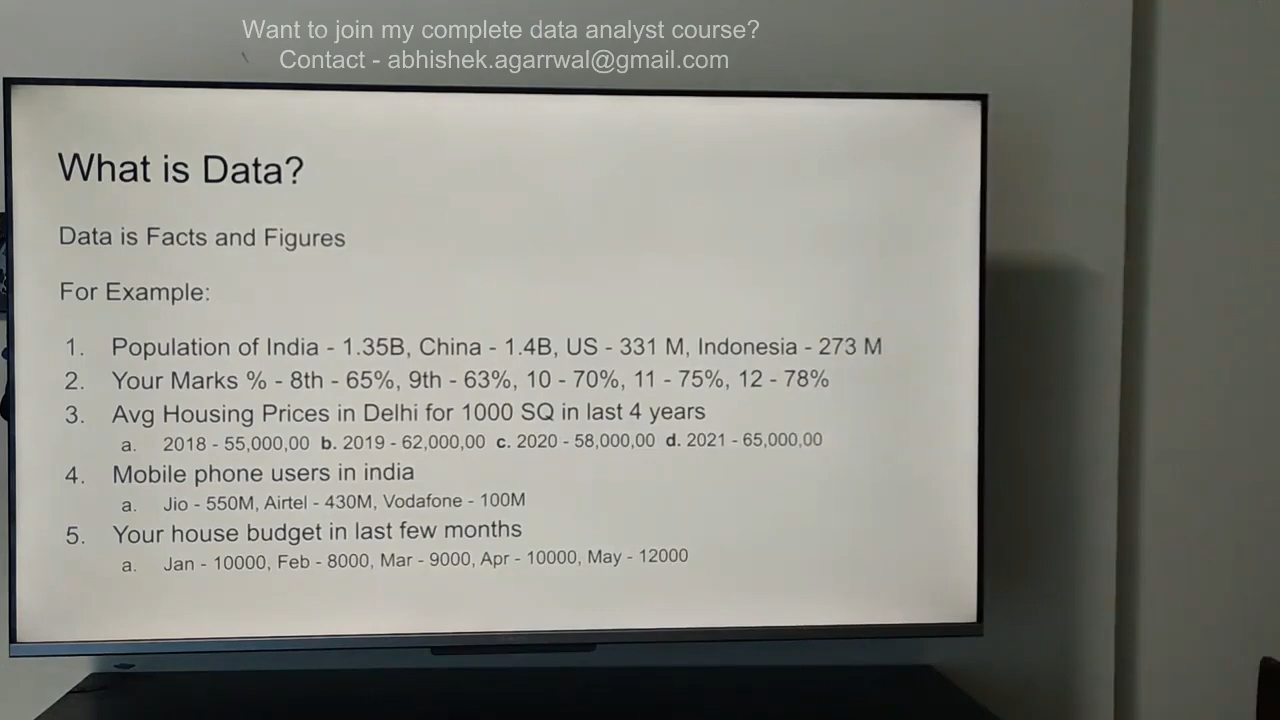 Want to join my complete data analyst course?
Contact - abhishek.agarrwal@gmail.com
What is Data?
Data is Facts and Figures
For Example:
1. Population of India - 1.35B, China - 1.4B, US - 331 M, Indonesia - 273 M
2. Your Marks % - 8th - 65%, 9th - 63%, 10 - 70%, 11 - 75%, 12 - 78%
3. Avg Housing Prices in Delhi for 1000 SQ in last 4 years
a. 2018 - 55,000,00 b. 2019 - 62,000,00 c. 2020 - 58,000,00 d. 2021 - 65,000,00
4. Mobile phone users in india
a. Jio - 550M, Airtel - 430M, Vodafone - 100M
5. Your house budget in last few months
a. Jan - 10000, Feb - 8000, Mar - 9000, Apr - 10000, May - 12000